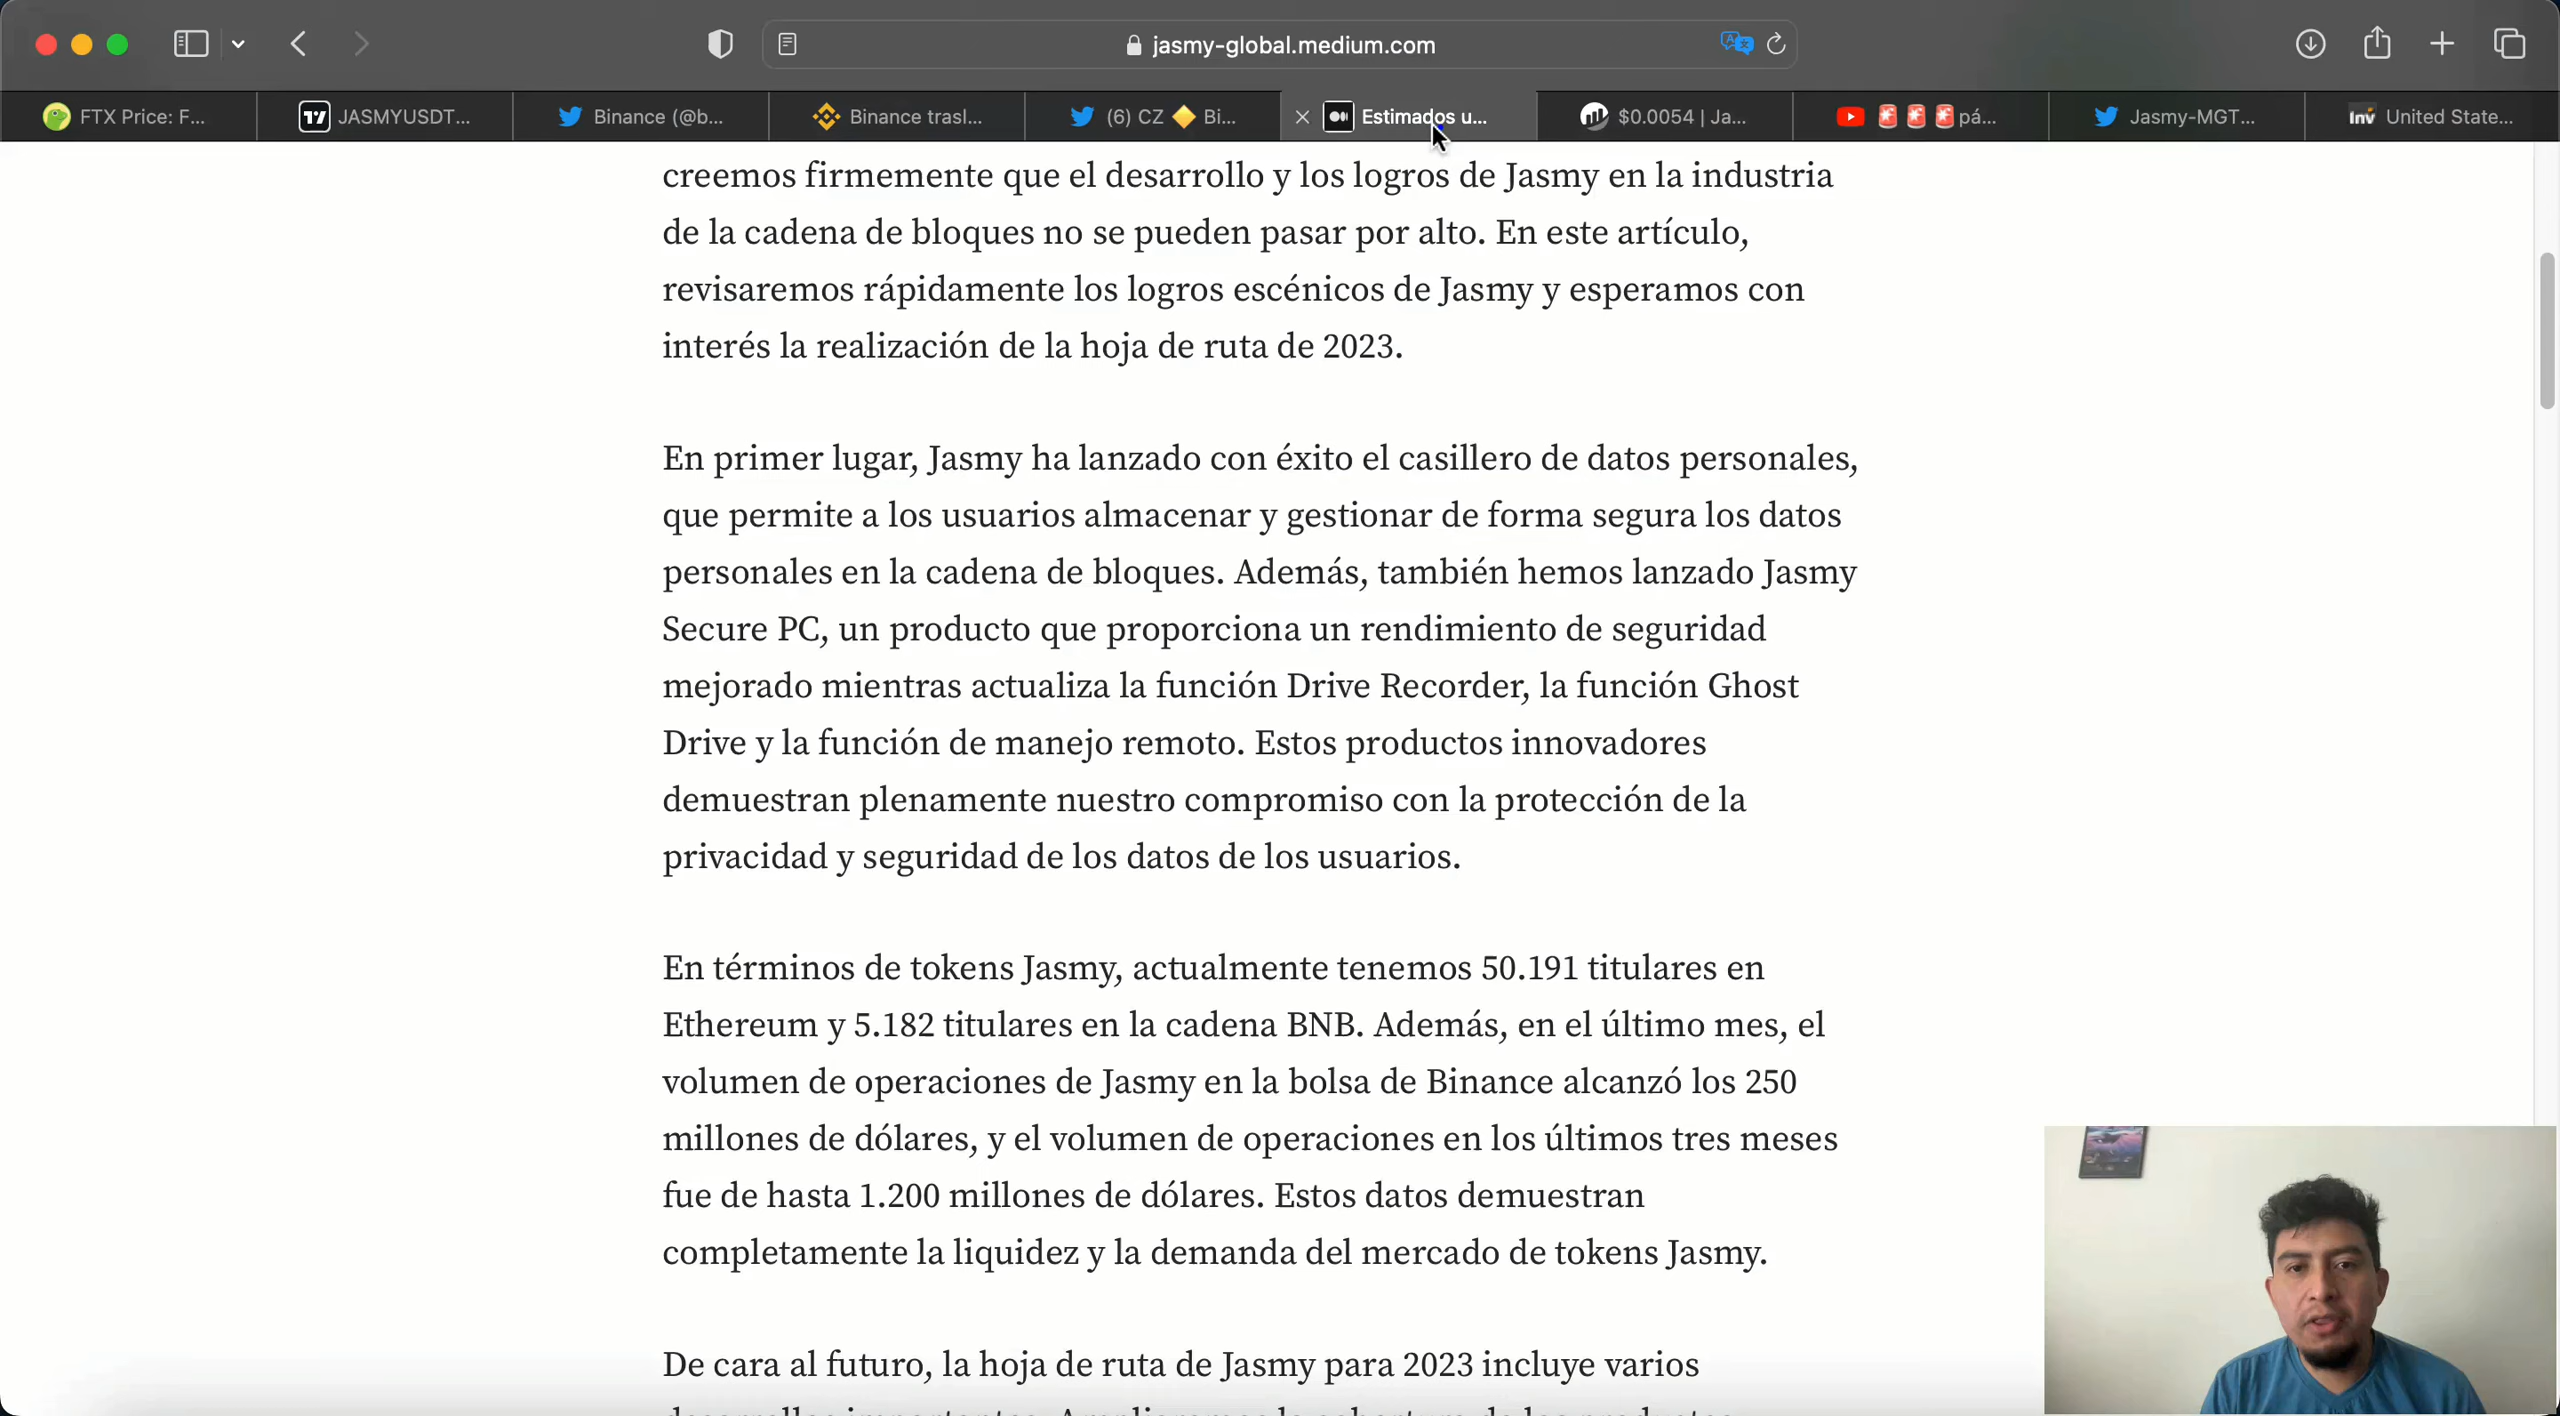 jasmy-global.medium.com
FTX Price: F...
JASMYUSDT...
Binance (@b...
Binance trasl...
(6) CZ 🔶 Bi...
Estimados u...
$0.0054 | Ja...
🚨 🚨 🚨 pá...
Jasmy-MGT...
Inv United State...
creemos firmemente que el desarrollo y los logros de Jasmy en la industria
de la cadena de bloques no se pueden pasar por alto. En este artículo,
revisaremos rápidamente los logros escénicos de Jasmy y esperamos con
interés la realización de la hoja de ruta de 2023.
En primer lugar, Jasmy ha lanzado con éxito el casillero de datos personales,
que permite a los usuarios almacenar y gestionar de forma segura los datos
personales en la cadena de bloques. Además, también hemos lanzado Jasmy
Secure PC, un producto que proporciona un rendimiento de seguridad
mejorado mientras actualiza la función Drive Recorder, la función Ghost
Drive y la función de manejo remoto. Estos productos innovadores
demuestran plenamente nuestro compromiso con la protección de la
privacidad y seguridad de los datos de los usuarios.
En términos de tokens Jasmy, actualmente tenemos 50.191 titulares en
Ethereum y 5.182 titulares en la cadena BNB. Además, en el último mes, el
volumen de operaciones de Jasmy en la bolsa de Binance alcanzó los 250
millones de dólares, y el volumen de operaciones en los últimos tres meses
fue de hasta 1.200 millones de dólares. Estos datos demuestran
completamente la liquidez y la demanda del mercado de tokens Jasmy.
De cara al futuro, la hoja de ruta de Jasmy para 2023 incluye varios